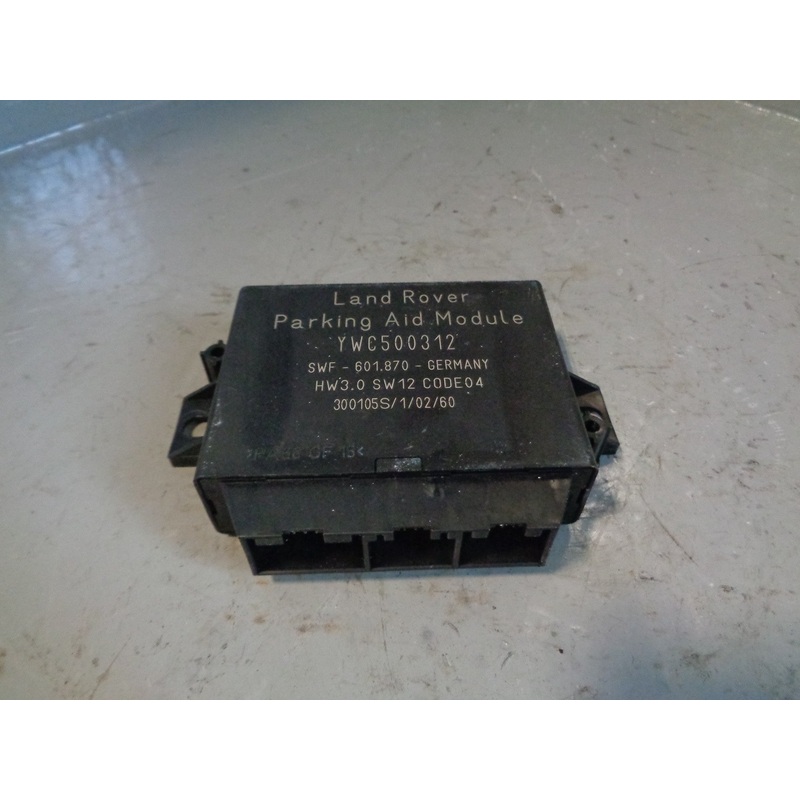 Land Rover
Parking Aid Module
YWC500312
SWF - 601.870 - GERMANY
HW3.0 SW12 CODE04
300105S/1/02/60